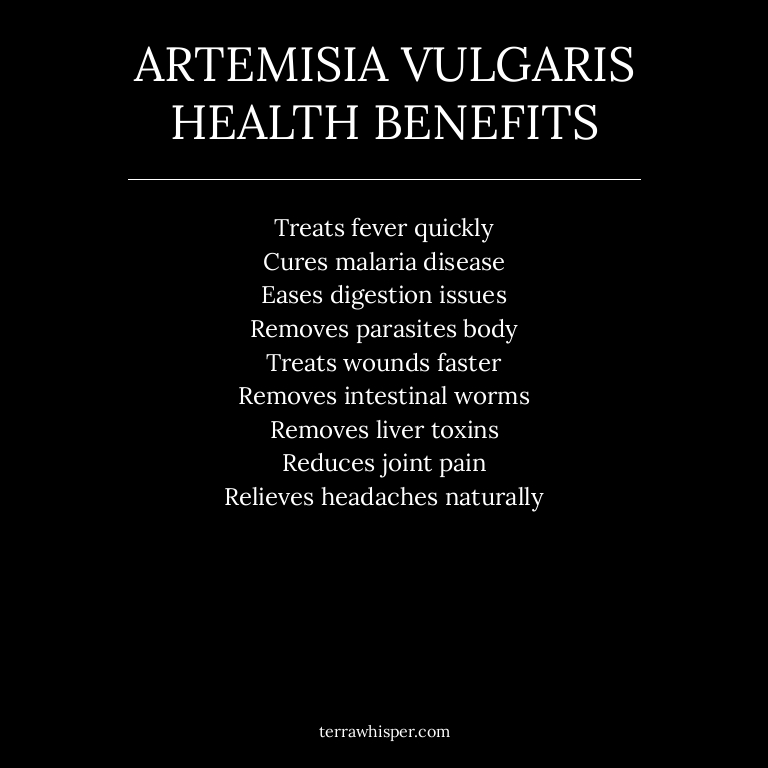 ARTEMISIA VULGARIS
HEALTH BENEFITS
Treats fever quickly
Cures malaria disease
Eases digestion issues
Removes parasites body
Treats wounds faster
Removes intestinal worms
Removes liver toxins
Reduces joint pain
Relieves headaches naturally
terrawhisper.com